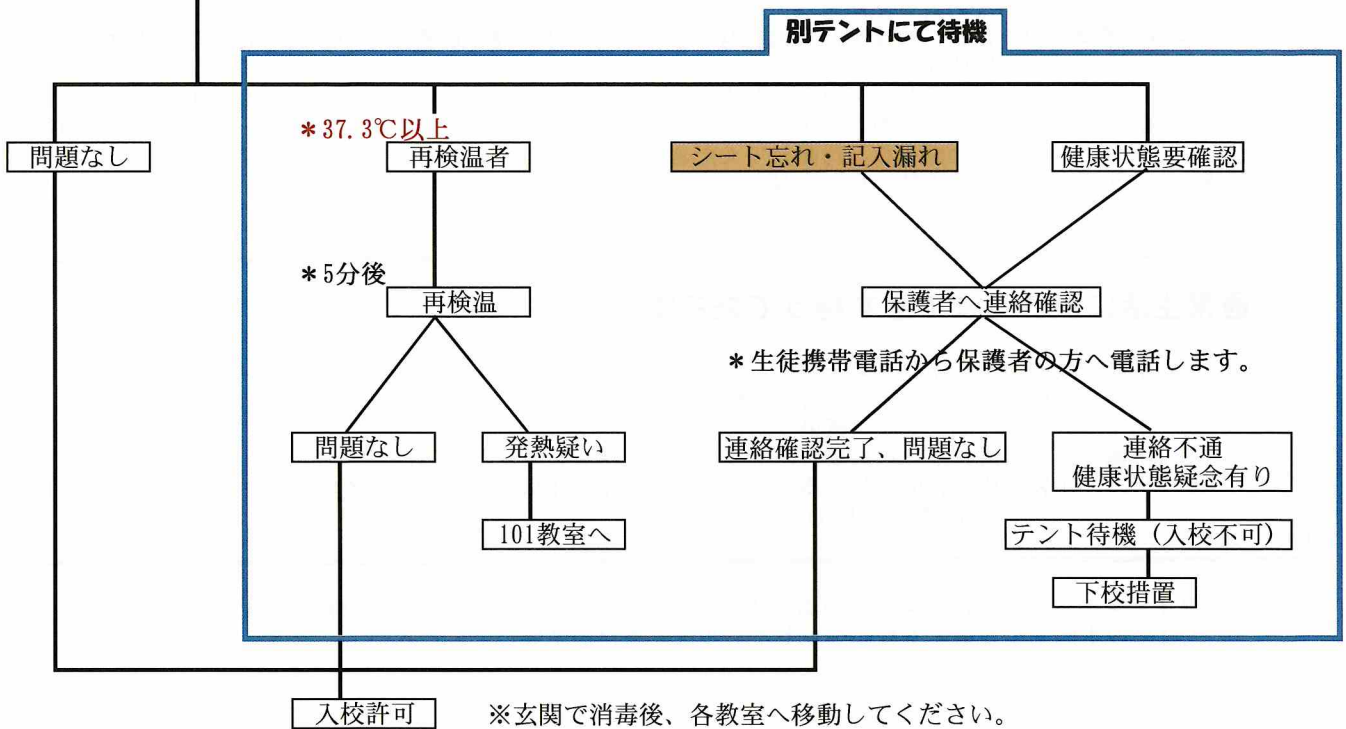 別テントにて待機
*37.3℃以上
問題なし
再検温者
シート忘れ・記入漏れ
健康状態要確認
*5分後
再検温
保護者へ連絡確認
*生徒携帯電話から保護者の方へ電話します。
問題なし
発熱疑い
連絡確認完了、問題なし
連絡不通
健康状態疑念有り
101教室へ
テント待機（入校不可）
下校措置
入校許可
※玄関で消毒後、各教室へ移動してください。